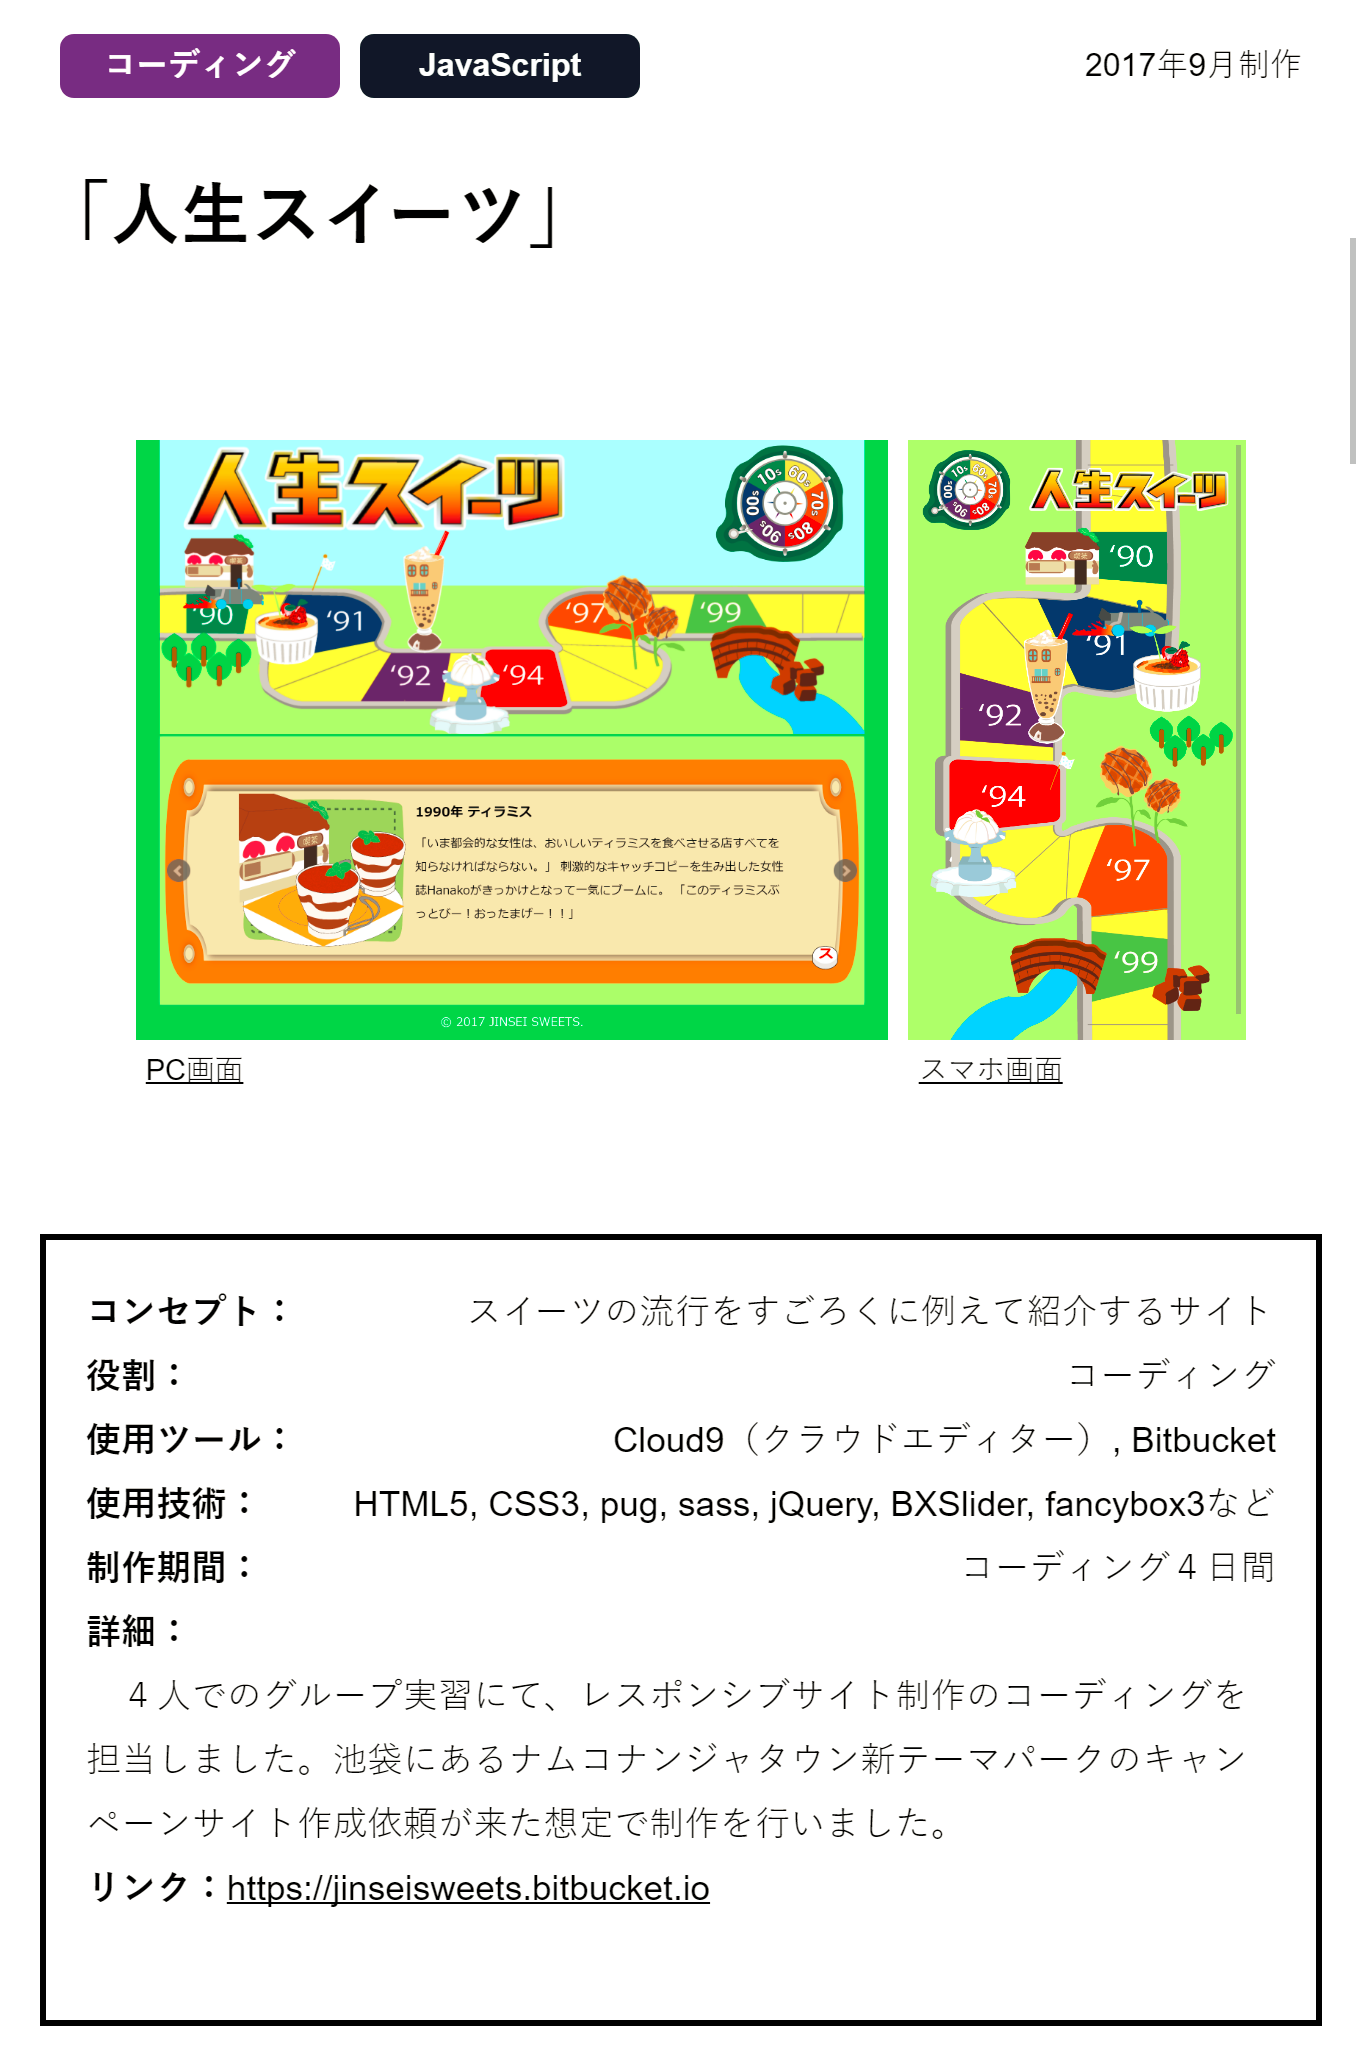 コーディング
JavaScript
2017年9月制作
「人生スイーツ」
人生スイーツ
10s 60s 70s 80s 90s 00s
喫茶
'90
'91
'92
'94
'97
'99
1990年 ティラミス
「いま都会的な女性は、おいしいティラミスを食べさせる店すべてを
知らなければならない。」 刺激的なキャッチコピーを生み出した女性
誌Hanakoがきっかけとなって一気にブームに。 「このティラミスぶ
っとびー！おったまげー！！」
喫茶
ス
© 2017 JINSEI SWEETS.
人生スイーツ
10s 60s 70s 80s 90s 00s
喫茶
'90
'91
'92
'94
'97
'99
PC画面
スマホ画面
コンセプト：
スイーツの流行をすごろくに例えて紹介するサイト
役割：
コーディング
使用ツール：
Cloud9（クラウドエディター）, Bitbucket
使用技術：
HTML5, CSS3, pug, sass, jQuery, BXSlider, fancybox3など
制作期間：
コーディング４日間
詳細：
４人でのグループ実習にて、レスポンシブサイト制作のコーディングを
担当しました。池袋にあるナムコナンジャタウン新テーマパークのキャン
ペーンサイト作成依頼が来た想定で制作を行いました。
リンク：https://jinseisweets.bitbucket.io